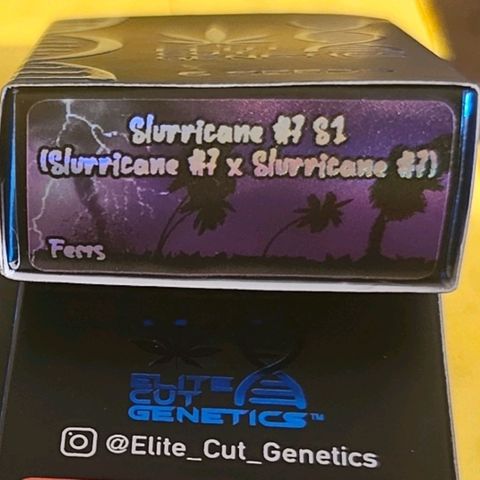 Slurricane #7 S1
(Slurricane #7 x Slurricane #7)
Fems
ELITE
CUT
GENETICS™
@Elite_Cut_Genetics